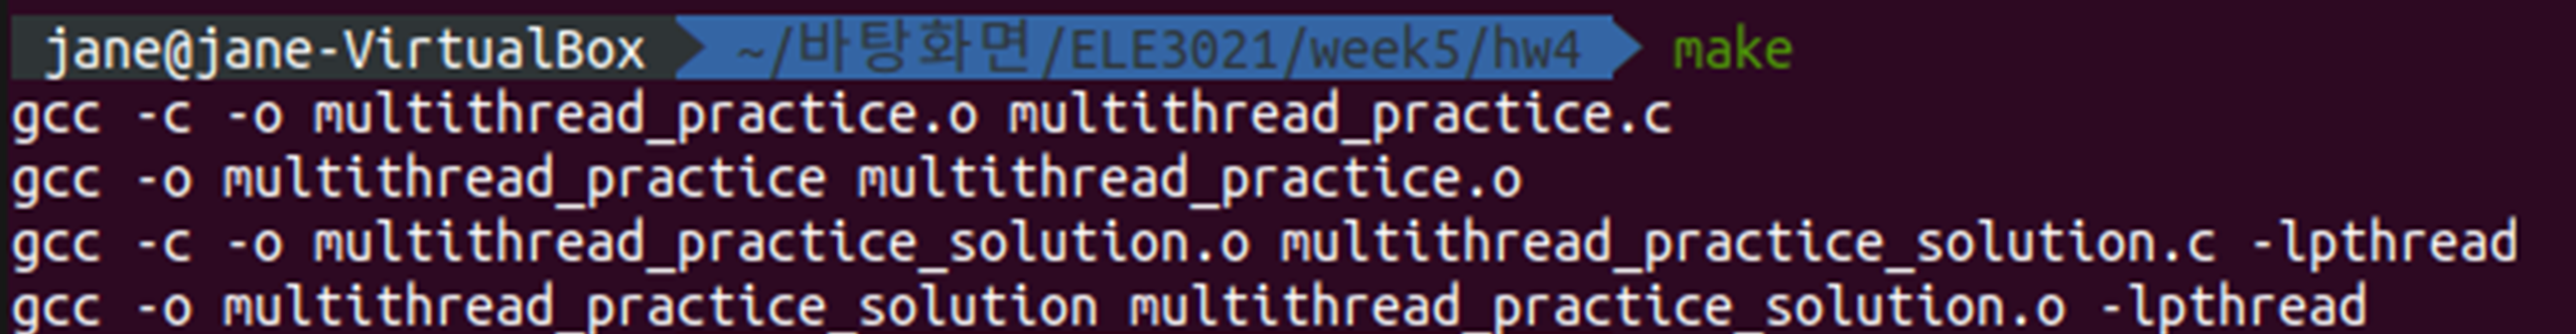 jane@jane-VirtualBox ~/바탕화면/ELE3021/week5/hw4 make
gcc -c -o multithread_practice.o multithread_practice.c
gcc -o multithread_practice multithread_practice.o
gcc -c -o multithread_practice_solution.o multithread_practice_solution.c -lpthread
gcc -o multithread_practice_solution multithread_practice_solution.o -lpthread